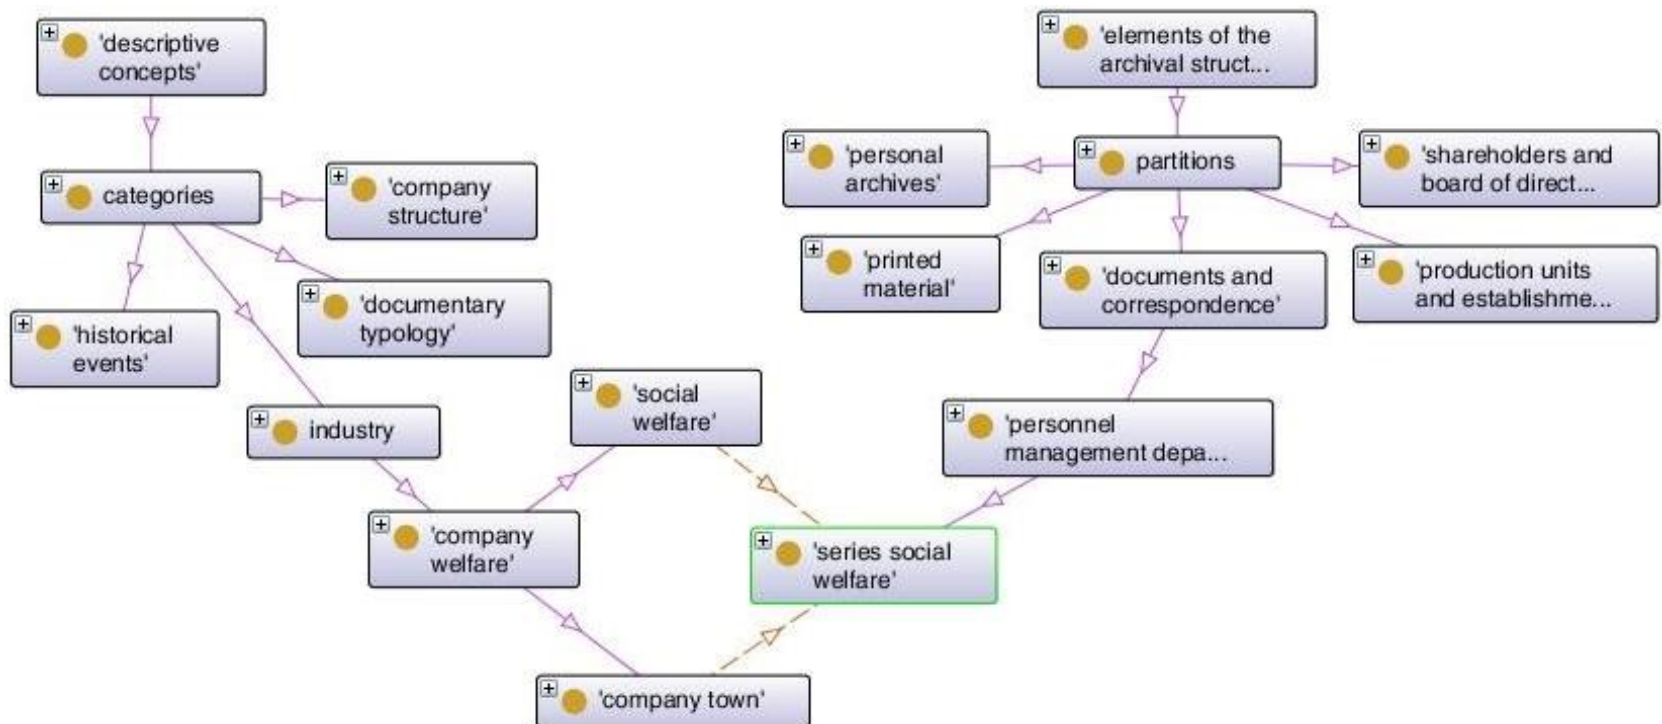 'descriptive
concepts'
'elements of the
archival struct...
'personal
archives'
partitions
'shareholders and
board of direct...
categories
'company
structure'
'printed
material'
'documents and
correspondence'
'production units
and establishme...
'documentary
typology'
'historical
events'
'social
welfare'
industry
'personnel
management depa...
'company
welfare'
'series social
welfare'
'company town'